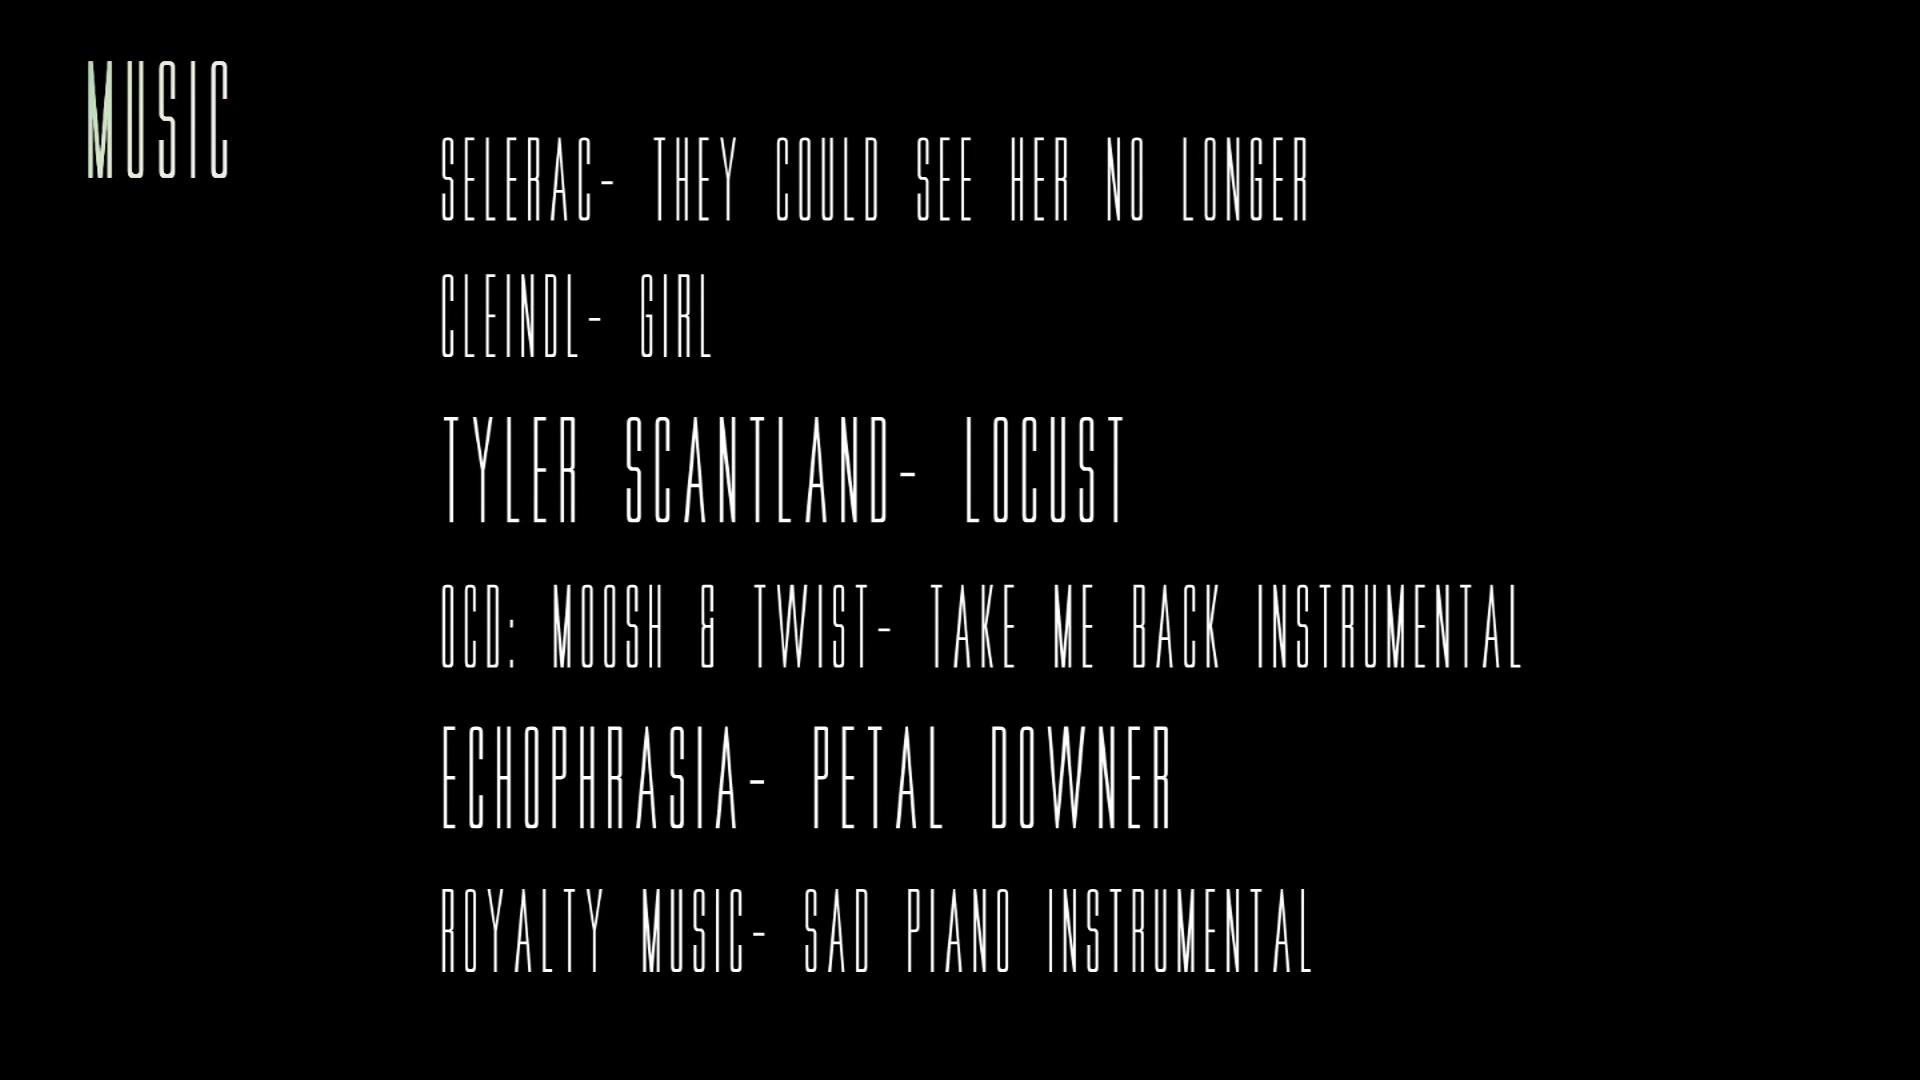 MUSIC
SELERAC- THEY COULD SEE HER NO LONGER
CLEINDL- GIRL
TYLER SCANTLAND- LOCUST
OCD: MOOSH & TWIST- TAKE ME BACK INSTRUMENTAL
ECHOPHRASIA- PETAL DOWNER
ROYALTY MUSIC- SAD PIANO INSTRUMENTAL